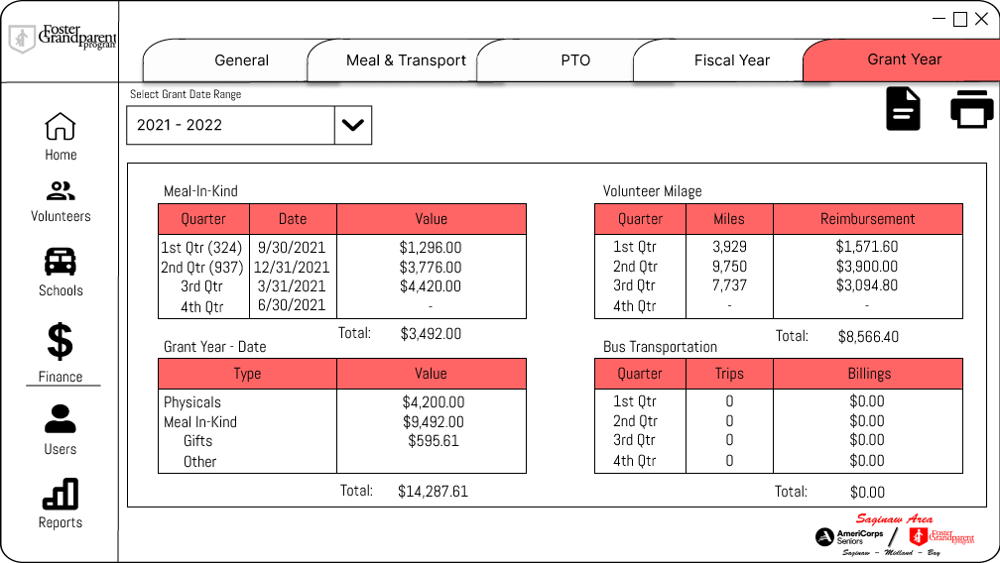 Foster
Grandparent
program
General
Meal & Transport
PTO
Fiscal Year
Grant Year
Select Grant Date Range
2021 - 2022
Home
Volunteers
Schools
Finance
Users
Reports
Meal-In-Kind
Quarter Date Value
1st Qtr (324) 9/30/2021 $1,296.00
2nd Qtr (937) 12/31/2021 $3,776.00
3rd Qtr 3/31/2021 $4,420.00
4th Qtr 6/30/2021 -
Total: $3,492.00
Volunteer Milage
Quarter Miles Reimbursement
1st Qtr 3,929 $1,571.60
2nd Qtr 9,750 $3,900.00
3rd Qtr 7,737 $3,094.80
4th Qtr - -
Total: $8,566.40
Grant Year - Date
Type Value
Physicals $4,200.00
Meal In-Kind $9,492.00
Gifts $595.61
Other
Total: $14,287.61
Bus Transportation
Quarter Trips Billings
1st Qtr 0 $0.00
2nd Qtr 0 $0.00
3rd Qtr 0 $0.00
4th Qtr 0 $0.00
Total: $0.00
Saginaw Area
AmeriCorps
Seniors
/
Foster
Grandparent
program
Saginaw - Midland - Bay